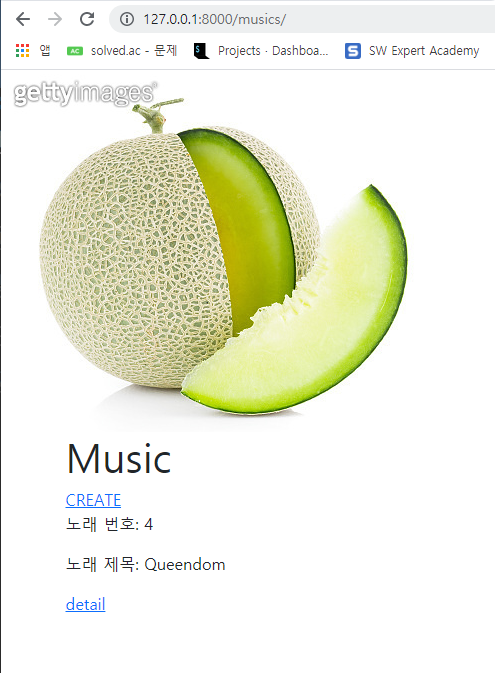 127.0.0.1:8000/musics/
앱 AC solved.ac - 문제 S Projects · Dashboa... S SW Expert Academy
gettyimages®
Music
CREATE
노래 번호: 4
노래 제목: Queendom
detail